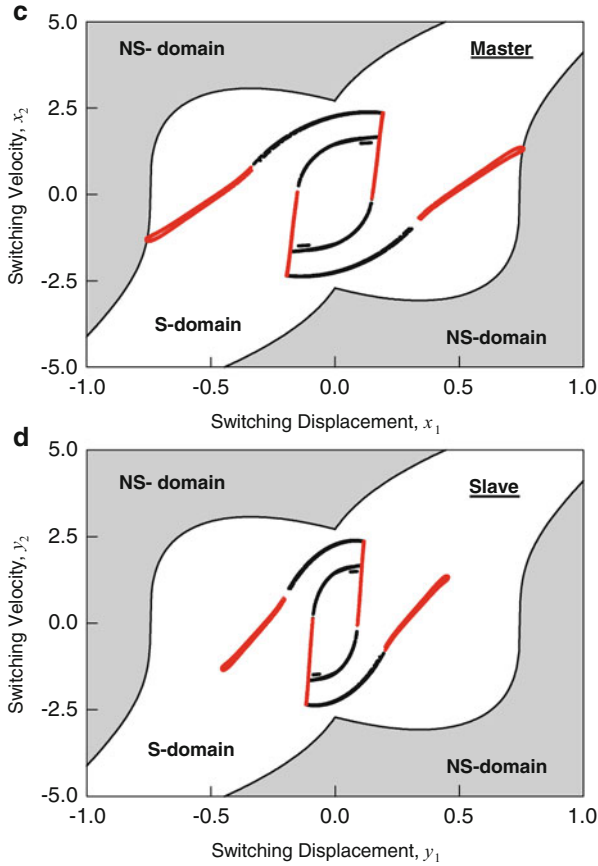 c
5.0
NS- domain
Master
2.5
0.0
-2.5
S-domain
NS-domain
-5.0
-1.0 -0.5 0.0 0.5 1.0
Switching Velocity, x2
Switching Displacement, x1
d
5.0
NS- domain
Slave
2.5
0.0
-2.5
S-domain
NS-domain
-5.0
-1.0 -0.5 0.0 0.5 1.0
Switching Velocity, y2
Switching Displacement, y1